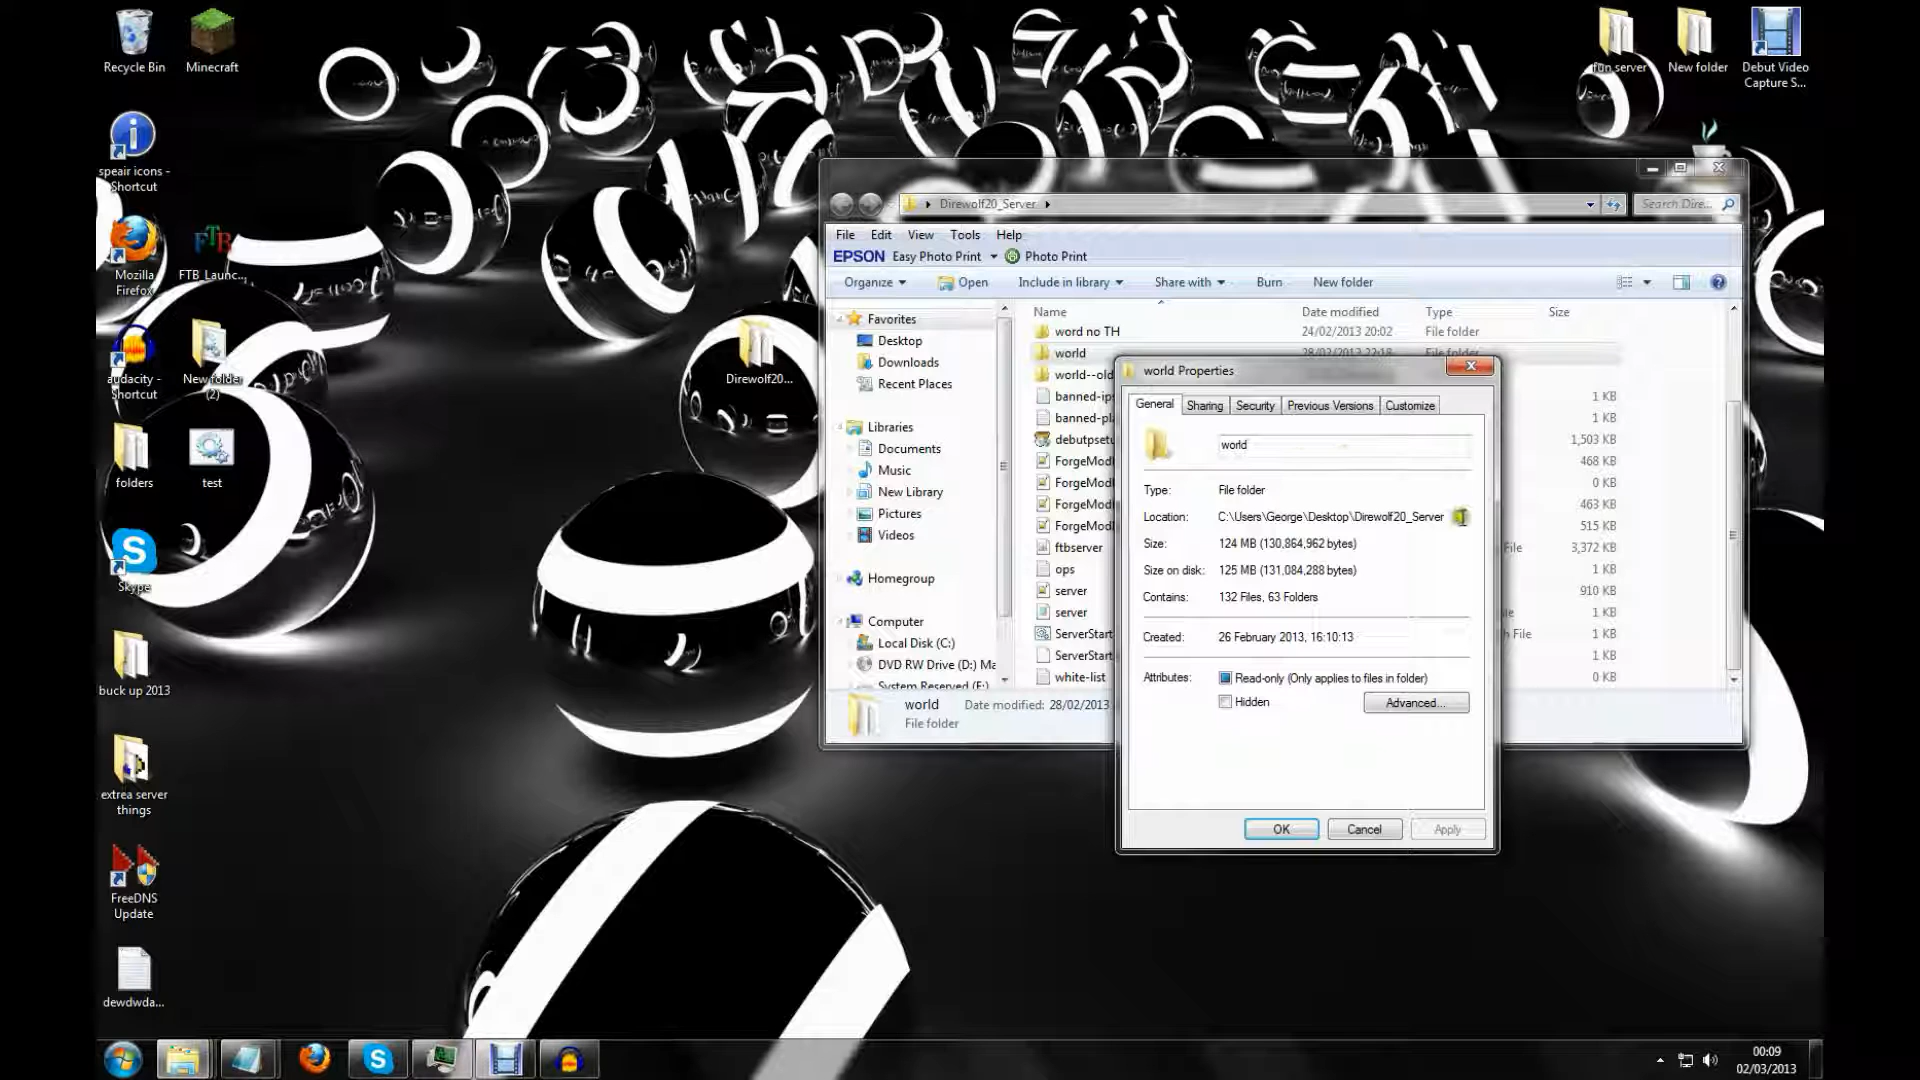 Recycle Bin
Minecraft
speair icons -
Shortcut
Mozilla
Firefox
FTB_Launc...
audacity -
Shortcut
New folder
(2)
folders
test
Skype
buck up 2013
extrea server
things
FreeDNS
Update
dewdwda...
Direwolf20...
fun server
New folder
Debut Video
Capture S...
Direwolf20_Server
Search Dire...
File Edit View Tools Help
EPSON Easy Photo Print Photo Print
Organize Open Include in library Share with Burn New folder
Favorites
Desktop
Downloads
Recent Places
Libraries
Documents
Music
New Library
Pictures
Videos
Homegroup
Computer
Local Disk (C:)
DVD RW Drive (D:) Ma
System Reserved (F:)
Name Date modified Type Size
word no TH 24/02/2013 20:02 File folder
world 28/02/2013 22:18 File folder
world--old
banned-ips 1 KB
banned-pla 1 KB
debutpsetu 1,503 KB
ForgeModl 468 KB
ForgeModl 0 KB
ForgeModl 463 KB
ForgeModl 515 KB
ftbserver File 3,372 KB
ops 1 KB
server 910 KB
server 1 KB
ServerStart h File 1 KB
ServerStart 1 KB
white-list 0 KB
world Date modified: 28/02/2013
File folder
world Properties
General Sharing Security Previous Versions Customize
world
Type: File folder
Location: C:\Users\George\Desktop\Direwolf20_Server
Size: 124 MB (130,864,962 bytes)
Size on disk: 125 MB (131,084,288 bytes)
Contains: 132 Files, 63 Folders
Created: 26 February 2013, 16:10:13
Attributes: Read-only (Only applies to files in folder)
Hidden Advanced...
OK Cancel Apply
00:09
02/03/2013